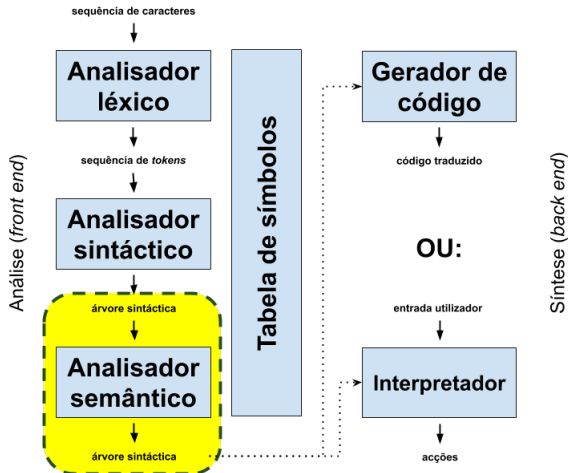 sequência de caracteres
Analisador
léxico
sequência de tokens
Analisador
sintáctico
árvore sintáctica
Analisador
semântico
árvore sintáctica
Análise (front end)
Tabela de símbolos
Gerador de
código
código traduzido
OU:
entrada utilizador
Interpretador
acções
Síntese (back end)